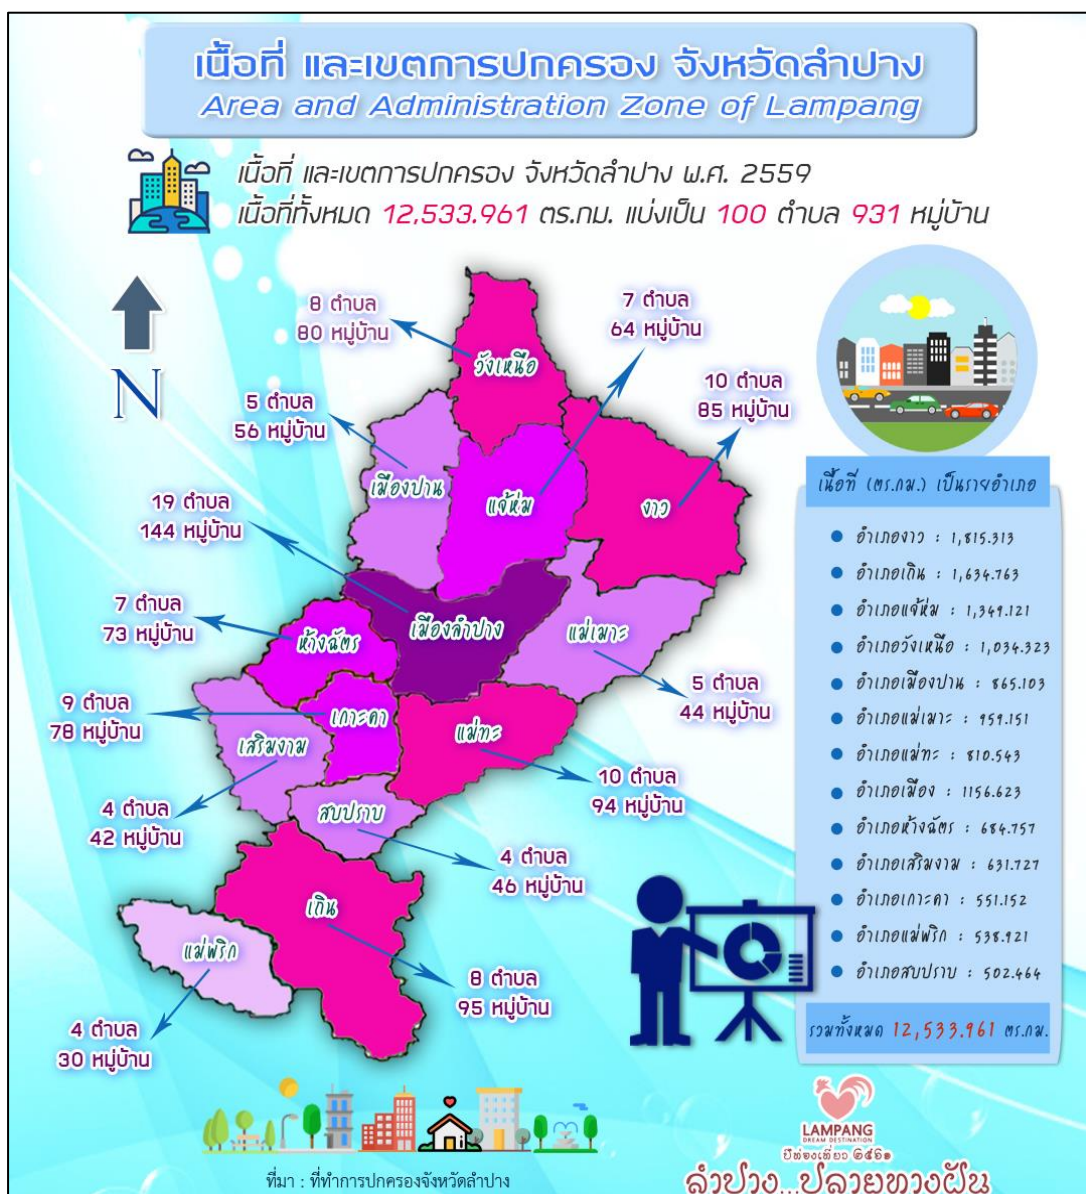 เนื้อที่ และเขตการปกครอง จังหวัดลำปาง
Area and Administration Zone of Lampang
เนื้อที่ และเขตการปกครอง จังหวัดลำปาง พ.ศ. 2559
เนื้อที่ทั้งหมด 12,533.961 ตร.กม. แบ่งเป็น 100 ตำบล 931 หมู่บ้าน
N
8 ตำบล
80 หมู่บ้าน
7 ตำบล
64 หมู่บ้าน
10 ตำบล
85 หมู่บ้าน
5 ตำบล
56 หมู่บ้าน
19 ตำบล
144 หมู่บ้าน
7 ตำบล
73 หมู่บ้าน
9 ตำบล
78 หมู่บ้าน
4 ตำบล
42 หมู่บ้าน
5 ตำบล
44 หมู่บ้าน
10 ตำบล
94 หมู่บ้าน
4 ตำบล
46 หมู่บ้าน
8 ตำบล
95 หมู่บ้าน
4 ตำบล
30 หมู่บ้าน
วังเหนือ
เมืองปาน
แจ้ห่ม
งาว
เมืองลำปาง
แม่เมาะ
ห้างฉัตร
เกาะคา
เสริมงาม
แม่ทะ
สบปราบ
เถิน
แม่พริก
เนื้อที่ (ตร.กม.) เป็นรายอำเภอ
อำเภองาว : 1,815.313
อำเภอเถิน : 1,634.763
อำเภอแจ้ห่ม : 1,349.121
อำเภอวังเหนือ : 1,034.323
อำเภอเมืองปาน : 865.103
อำเภอแม่เมาะ : 959.151
อำเภอแม่ทะ : 810.543
อำเภอเมือง : 1156.623
อำเภอห้างฉัตร : 684.757
อำเภอเสริมงาม : 631.727
อำเภอเกาะคา : 551.152
อำเภอแม่พริก : 538.921
อำเภอสบปราบ : 502.464
รวมทั้งหมด 12,533.961 ตร.กม.
ที่มา : ที่ทำการปกครองจังหวัดลำปาง
LAMPANG
DREAM DESTINATION
ปีท่องเที่ยว ๒๕๖๑
ลำปาง...ปลายทางฝัน